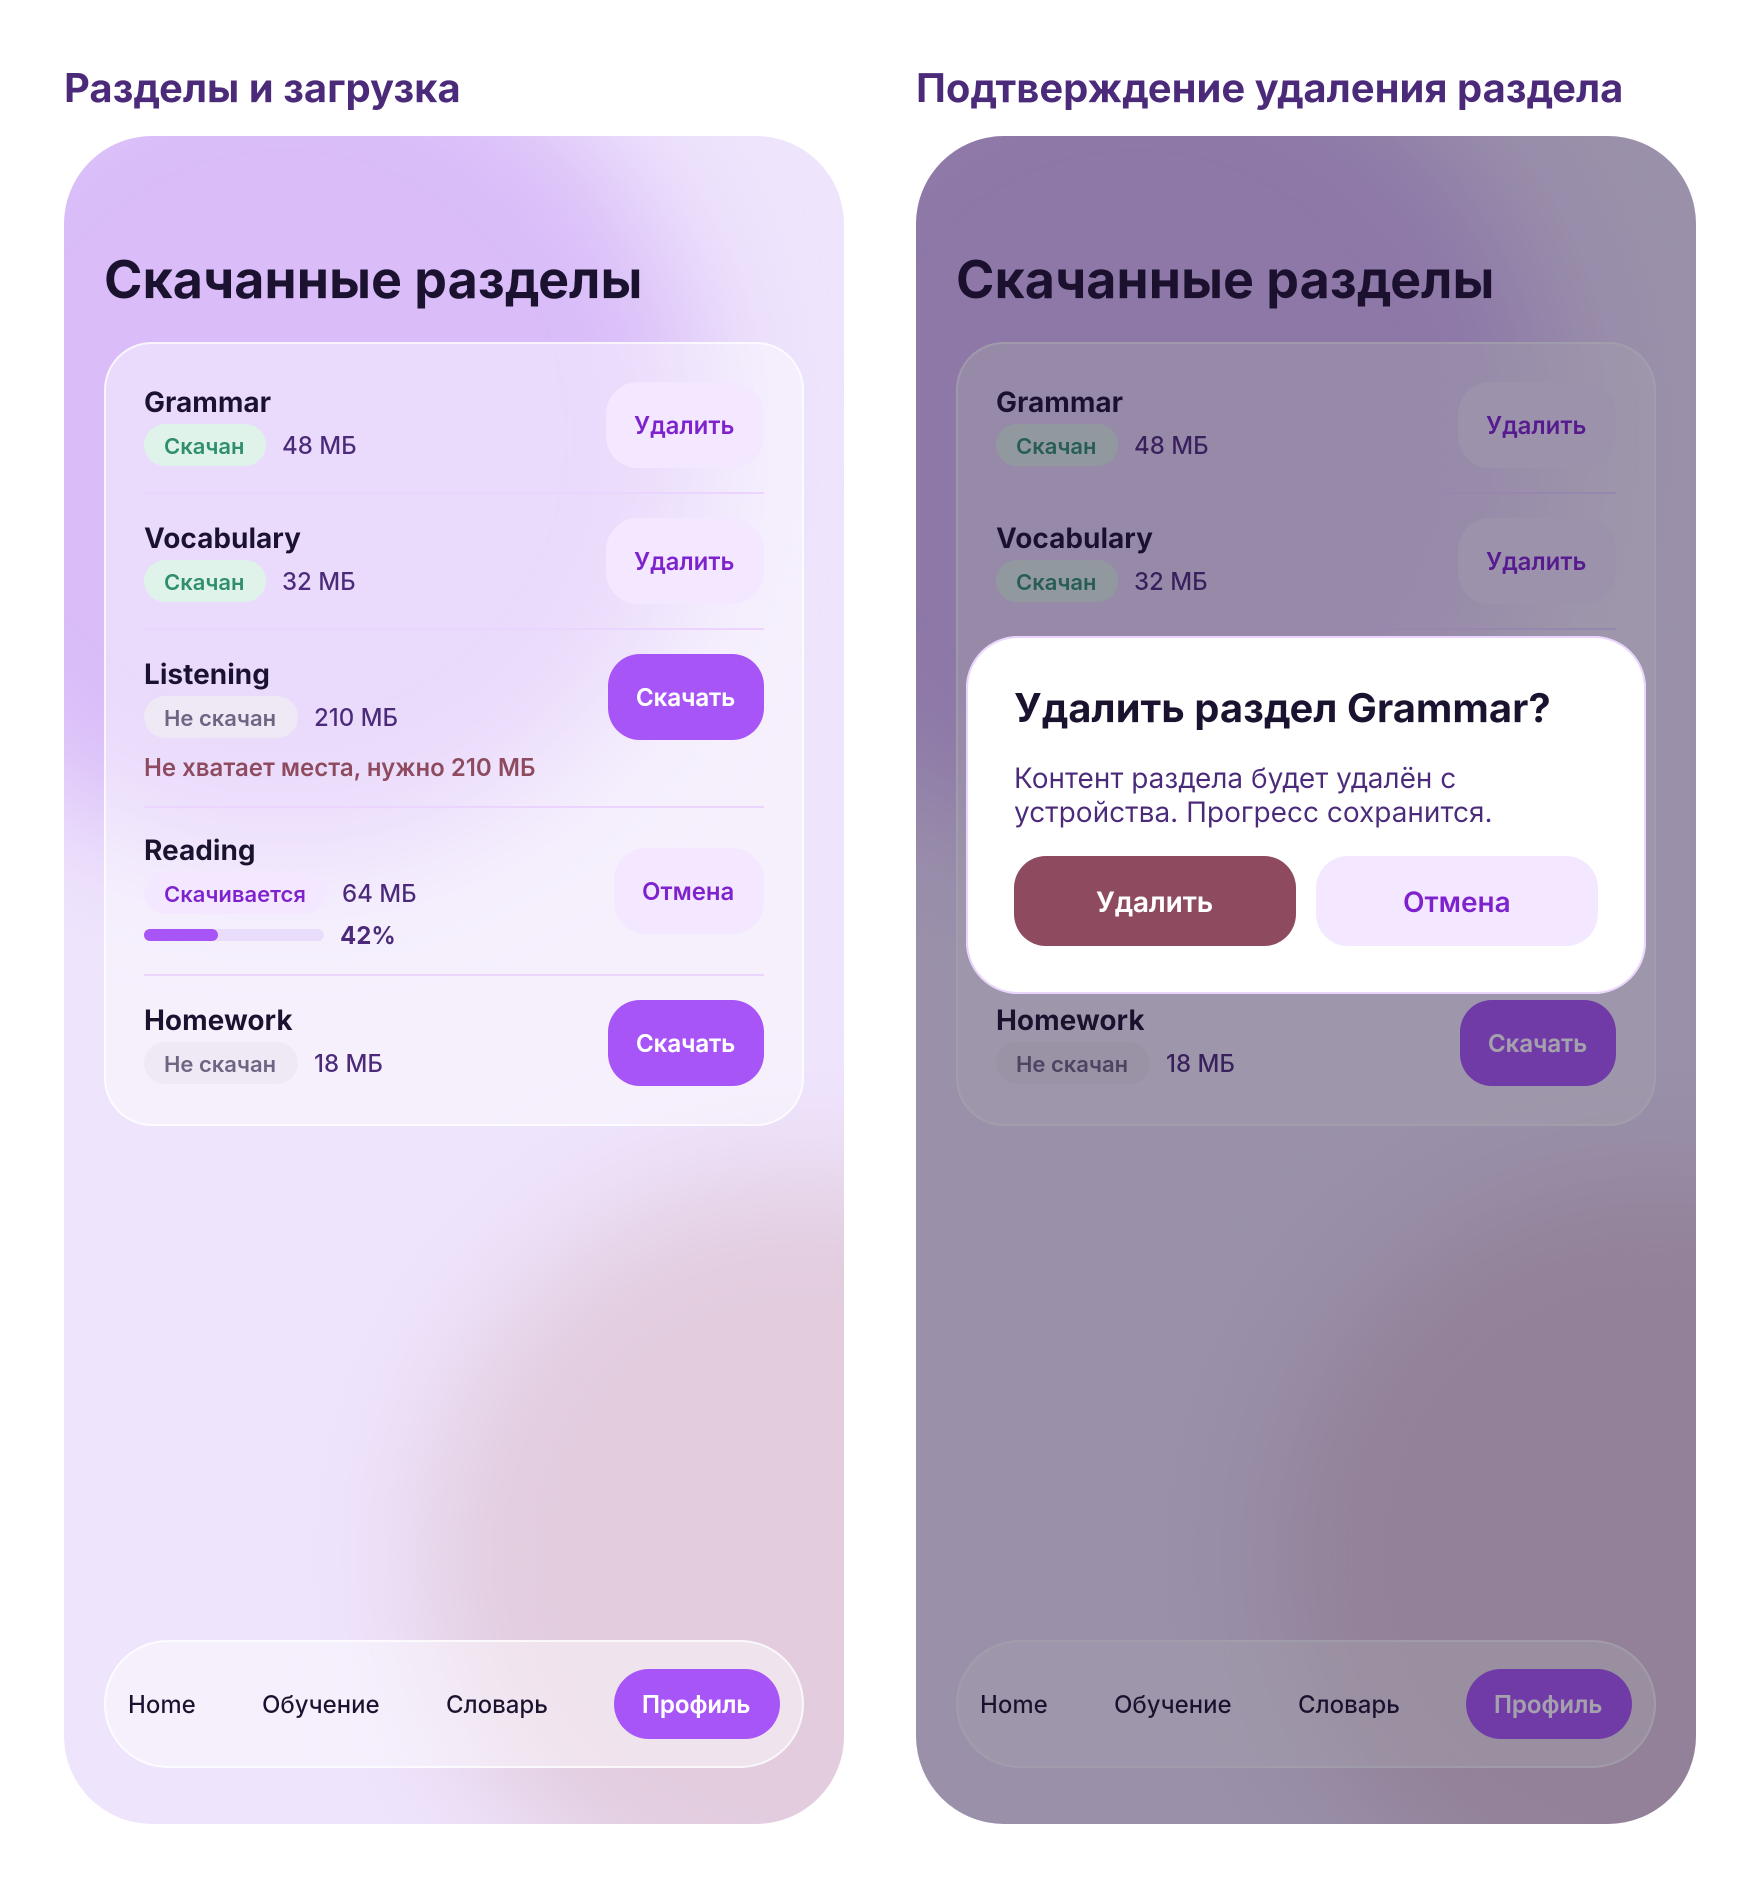 Разделы и загрузка
Скачанные разделы
Grammar
Скачан 48 МБ
Удалить
Vocabulary
Скачан 32 МБ
Удалить
Listening
Не скачан 210 МБ
Скачать
Не хватает места, нужно 210 МБ
Reading
Скачивается 64 МБ
42%
Отмена
Homework
Не скачан 18 МБ
Скачать
Home Обучение Словарь Профиль
Подтверждение удаления раздела
Скачанные разделы
Grammar
Скачан 48 МБ
Удалить
Vocabulary
Скачан 32 МБ
Удалить
Удалить раздел Grammar?
Контент раздела будет удалён с
устройства. Прогресс сохранится.
Удалить Отмена
Homework
Не скачан 18 МБ
Скачать
Home Обучение Словарь Профиль